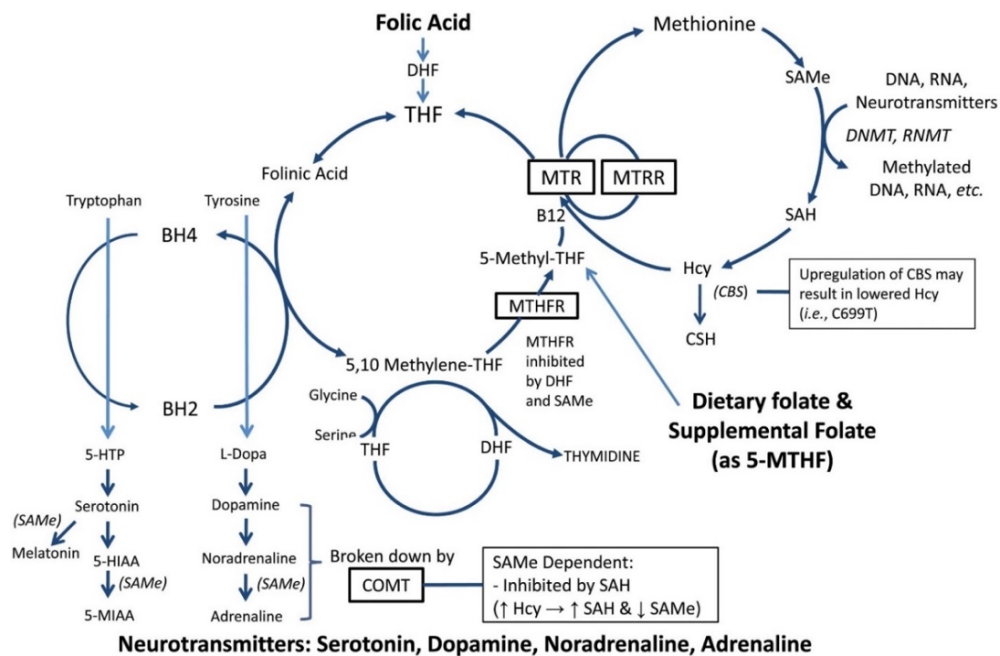 Folic Acid
DHF
THF
Folinic Acid
Methionine
SAMe
DNA, RNA,
Neurotransmitters
DNMT, RNMT
Methylated
DNA, RNA, etc.
SAH
MTR
MTRR
B12
5-Methyl-THF
Hcy
(CBS)
CSH
Upregulation of CBS may
result in lowered Hcy
(i.e., C699T)
MTHFR
MTHFR
inhibited
by DHF
and SAMe
5,10 Methylene-THF
Dietary folate &
Supplemental Folate
(as 5-MTHF)
Glycine
Serine
THF
DHF
THYMIDINE
Tryptophan
Tyrosine
BH4
BH2
5-HTP
Serotonin
(SAMe)
Melatonin
5-HIAA
(SAMe)
5-MIAA
L-Dopa
Dopamine
Noradrenaline
(SAMe)
Adrenaline
Broken down by
COMT
SAMe Dependent:
- Inhibited by SAH
(↑ Hcy → ↑ SAH & ↓ SAMe)
Neurotransmitters: Serotonin, Dopamine, Noradrenaline, Adrenaline